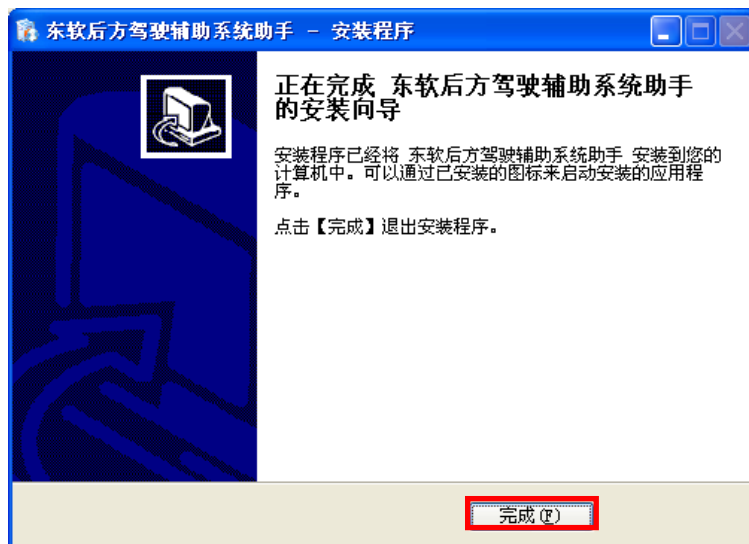 东软后方驾驶辅助系统助手 - 安装程序
正在完成 东软后方驾驶辅助系统助手
的安装向导
安装程序已经将 东软后方驾驶辅助系统助手 安装到您的
计算机中。可以通过已安装的图标来启动安装的应用程
序。
点击【完成】退出安装程序。
完成(F)